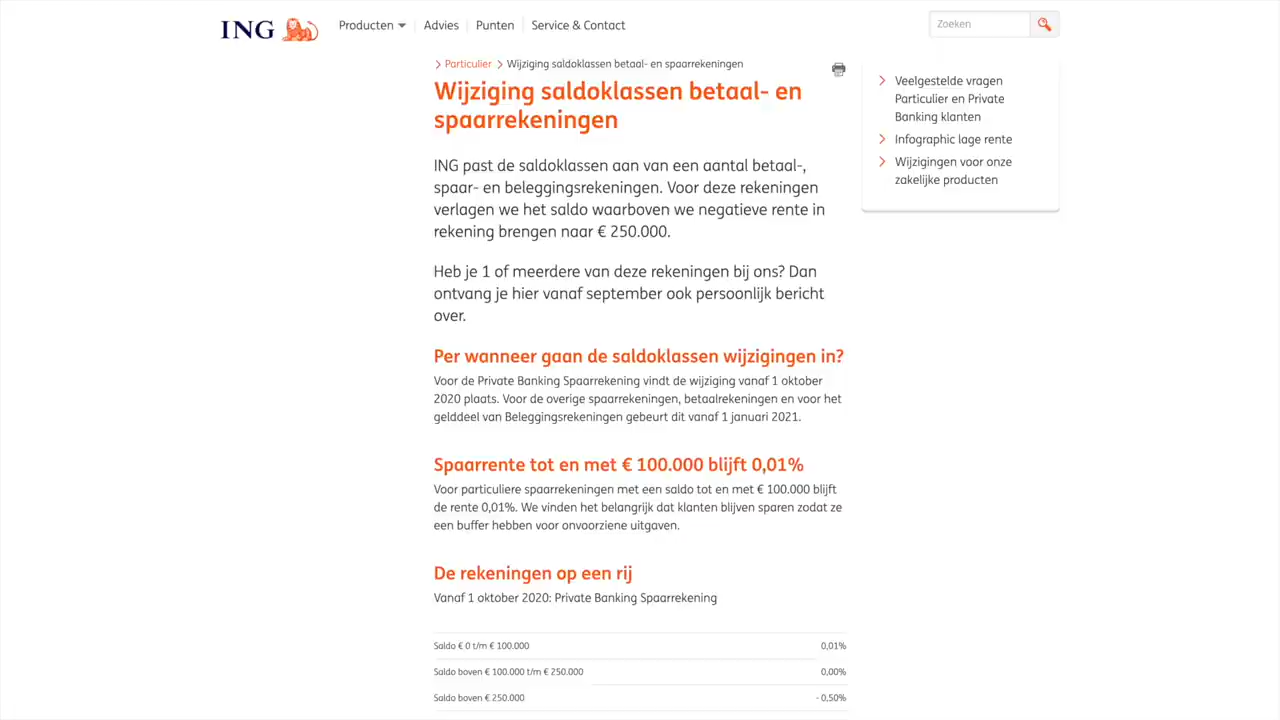 ING
Producten
Advies
Punten
Service & Contact
Zoeken
Particulier
Wijziging saldoklassen betaal- en spaarrekeningen
Wijziging saldoklassen betaal- en
spaarrekeningen
ING past de saldoklassen aan van een aantal betaal-,
spaar- en beleggingsrekeningen. Voor deze rekeningen
verlagen we het saldo waarboven we negatieve rente in
rekening brengen naar € 250.000.
Heb je 1 of meerdere van deze rekeningen bij ons? Dan
ontvang je hier vanaf september ook persoonlijk bericht
over.
Per wanneer gaan de saldoklassen wijzigingen in?
Voor de Private Banking Spaarrekening vindt de wijziging vanaf 1 oktober
2020 plaats. Voor de overige spaarrekeningen, betaalrekeningen en voor het
gelddeel van Beleggingsrekeningen gebeurt dit vanaf 1 januari 2021.
Spaarrente tot en met € 100.000 blijft 0,01%
Voor particuliere spaarrekeningen met een saldo tot en met € 100.000 blijft
de rente 0,01%. We vinden het belangrijk dat klanten blijven sparen zodat ze
een buffer hebben voor onvoorziene uitgaven.
De rekeningen op een rij
Vanaf 1 oktober 2020: Private Banking Spaarrekening
Saldo € 0 t/m € 100.000 0,01%
Saldo boven € 100.000 t/m € 250.000 0,00%
Saldo boven € 250.000 - 0,50%
Veelgestelde vragen
Particulier en Private
Banking klanten
Infographic lage rente
Wijzigingen voor onze
zakelijke producten